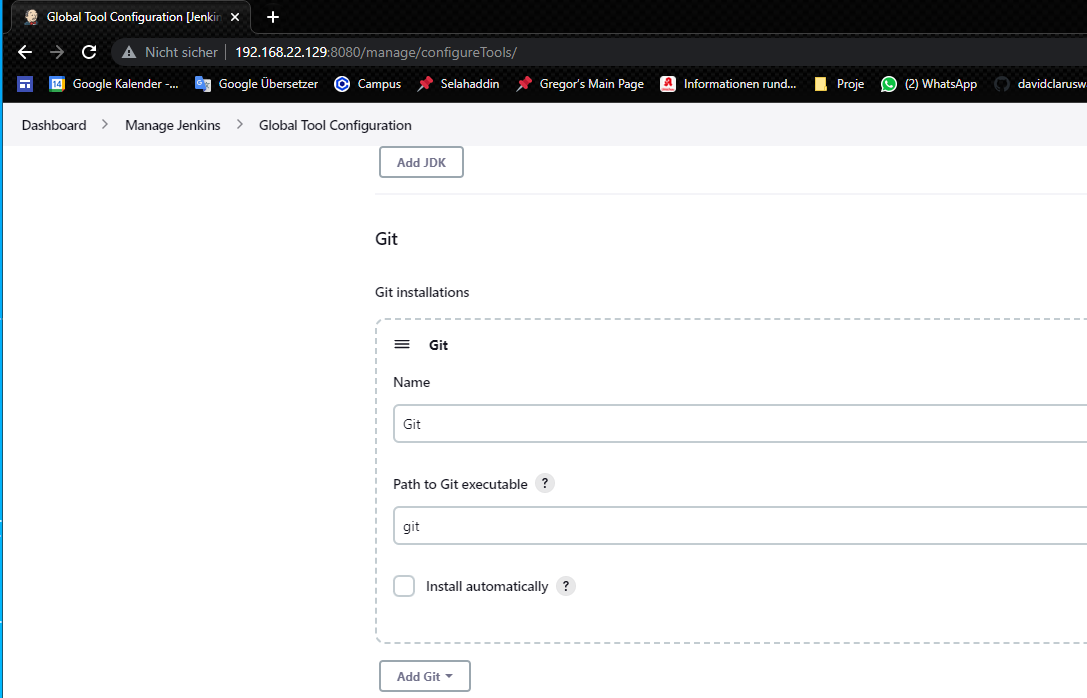 Global Tool Configuration [Jenkin
Nicht sicher 192.168.22.129:8080/manage/configureTools/
14 Google Kalender -... Google Übersetzer Campus Selahaddin Gregor's Main Page Informationen rund... Proje (2) WhatsApp davidclarusw
Dashboard Manage Jenkins Global Tool Configuration
Add JDK
Git
Git installations
Git
Name
Git
Path to Git executable ?
git
Install automatically ?
Add Git